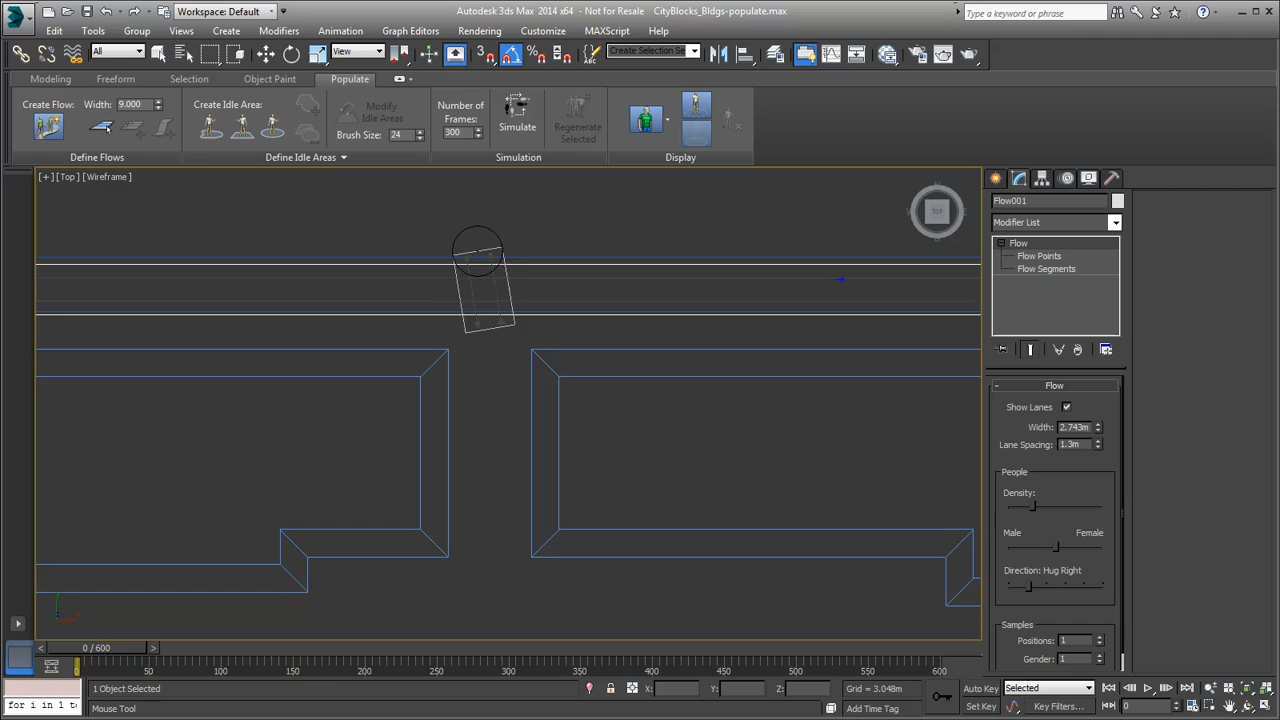 Workspace: Default
Autodesk 3ds Max 2014 x64 - Not for Resale
CityBlocks_Bldgs-populate.max
Type a keyword or phrase
Edit Tools Group Views Create Modifiers Animation Graph Editors Rendering Customize MAXScript Help
All
View
Create Selection Se
Modeling Freeform Selection Object Paint Populate
Create Flow: Width: 9.000
Create Idle Area:
Modify Idle Areas
Brush Size: 24
Number of Frames:
300
Simulate
Regenerate Selected
Define Flows
Define Idle Areas
Simulation
Display
[+] [Top] [Wireframe]
TOP
Flow001
Modifier List
Flow
Flow Points
Flow Segments
Flow
Show Lanes
Width: 2.743m
Lane Spacing: 1.3m
People
Density:
Male Female
Direction: Hug Right
Samples
Positions: 1
Gender: 1
0 / 600
0 50 100 150 200 250 300 350 400 450 500 550 600
1 Object Selected
X: Y: Z:
Grid = 3.048m
Auto Key
Selected
for i in 1 to
Mouse Tool
Add Time Tag
Set Key
Key Filters...
0